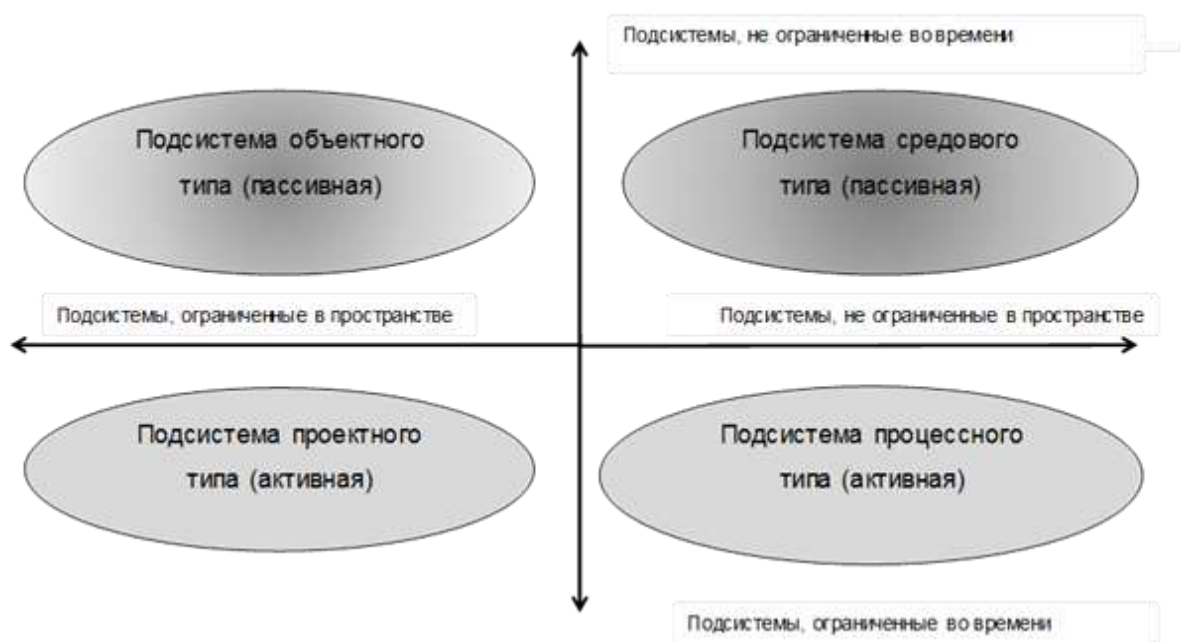 Подсистемы, не ограниченные во времени
Подсистема объектного
типа (пассивная)
Подсистема средового
типа (пассивная)
Подсистемы, ограниченные в пространстве
Подсистемы, не ограниченные в пространстве
Подсистема проектного
типа (активная)
Подсистема процессного
типа (активная)
Подсистемы, ограниченные во времени